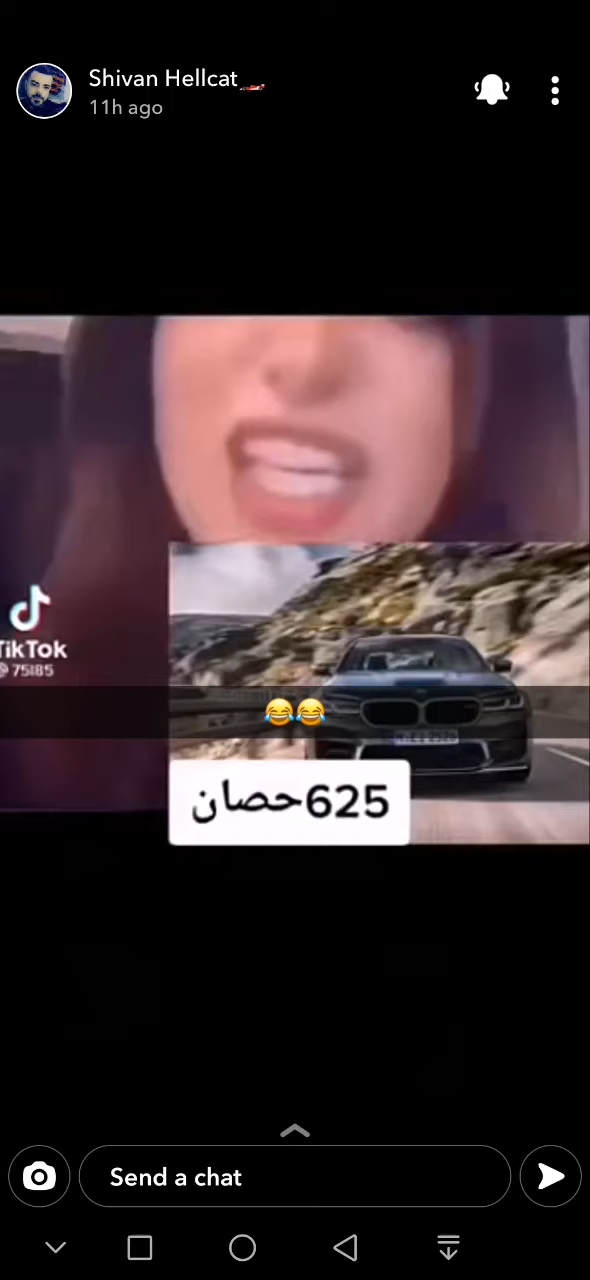 Shivan Hellcat🏎️
11h ago
TikTok
@ 75185
😂😂
625حصان
Send a chat